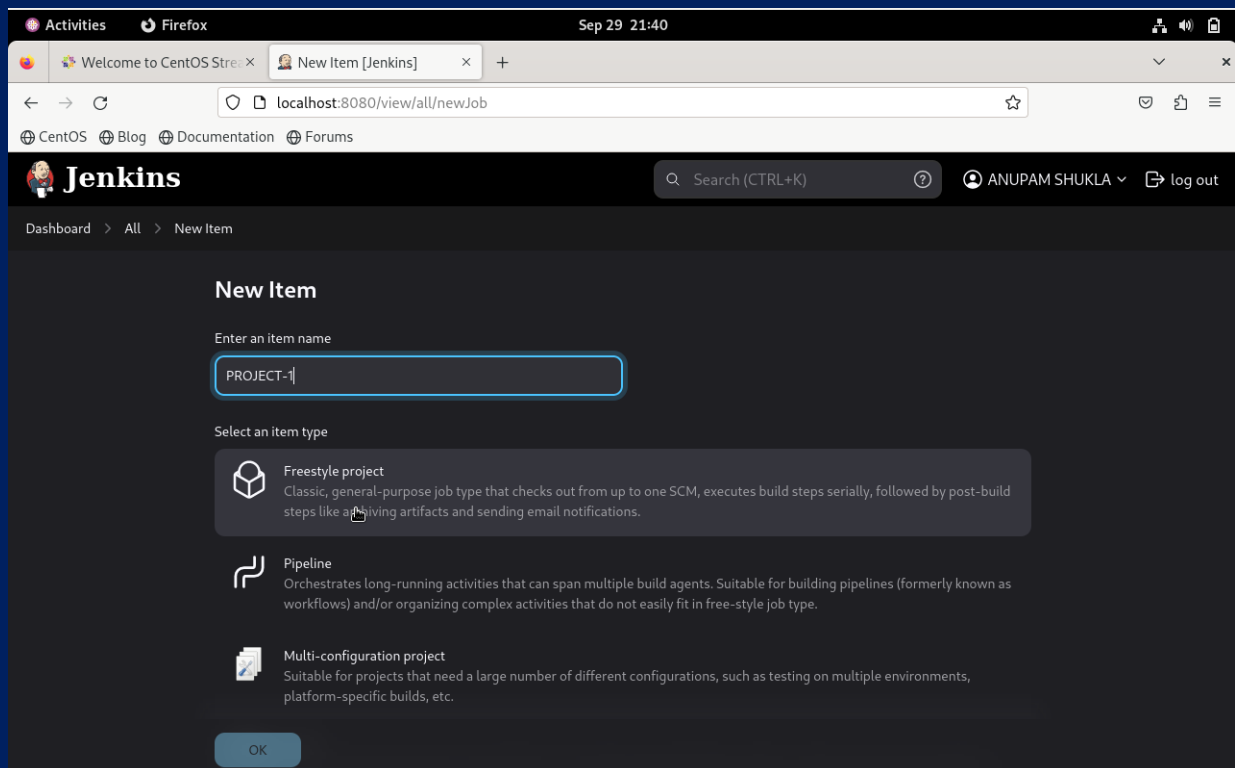 Activities Firefox Sep 29 21:40
Welcome to CentOS Strea × New Item [Jenkins] × +
localhost:8080/view/all/newJob
CentOS Blog Documentation Forums
Jenkins Search (CTRL+K) ANUPAM SHUKLA log out
Dashboard > All > New Item
New Item
Enter an item name
PROJECT-1
Select an item type
Freestyle project
Classic, general-purpose job type that checks out from up to one SCM, executes build steps serially, followed by post-build
steps like archiving artifacts and sending email notifications.
Pipeline
Orchestrates long-running activities that can span multiple build agents. Suitable for building pipelines (formerly known as
workflows) and/or organizing complex activities that do not easily fit in free-style job type.
Multi-configuration project
Suitable for projects that need a large number of different configurations, such as testing on multiple environments,
platform-specific builds, etc.
OK